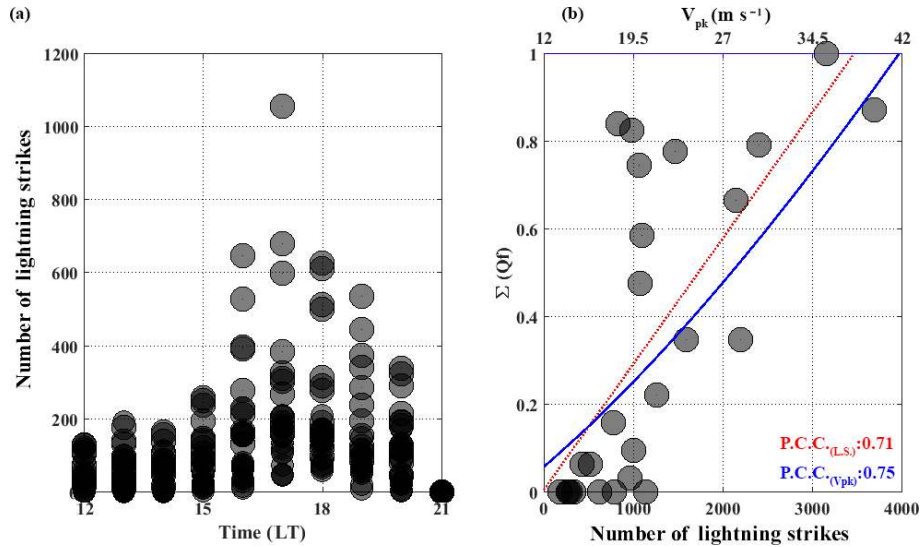 (a)
1200
1000
800
600
400
200
0
12 15 18 21
Time (LT)
Number of lightning strikes
(b)
V_pk (m s⁻¹)
12 19.5 27 34.5 42
1
0.8
0.6
0.4
0.2
0
Σ (Qf)
P.C.C.(L.S.):0.71
P.C.C.(Vpk):0.75
0 1000 2000 3000 4000
Number of lightning strikes